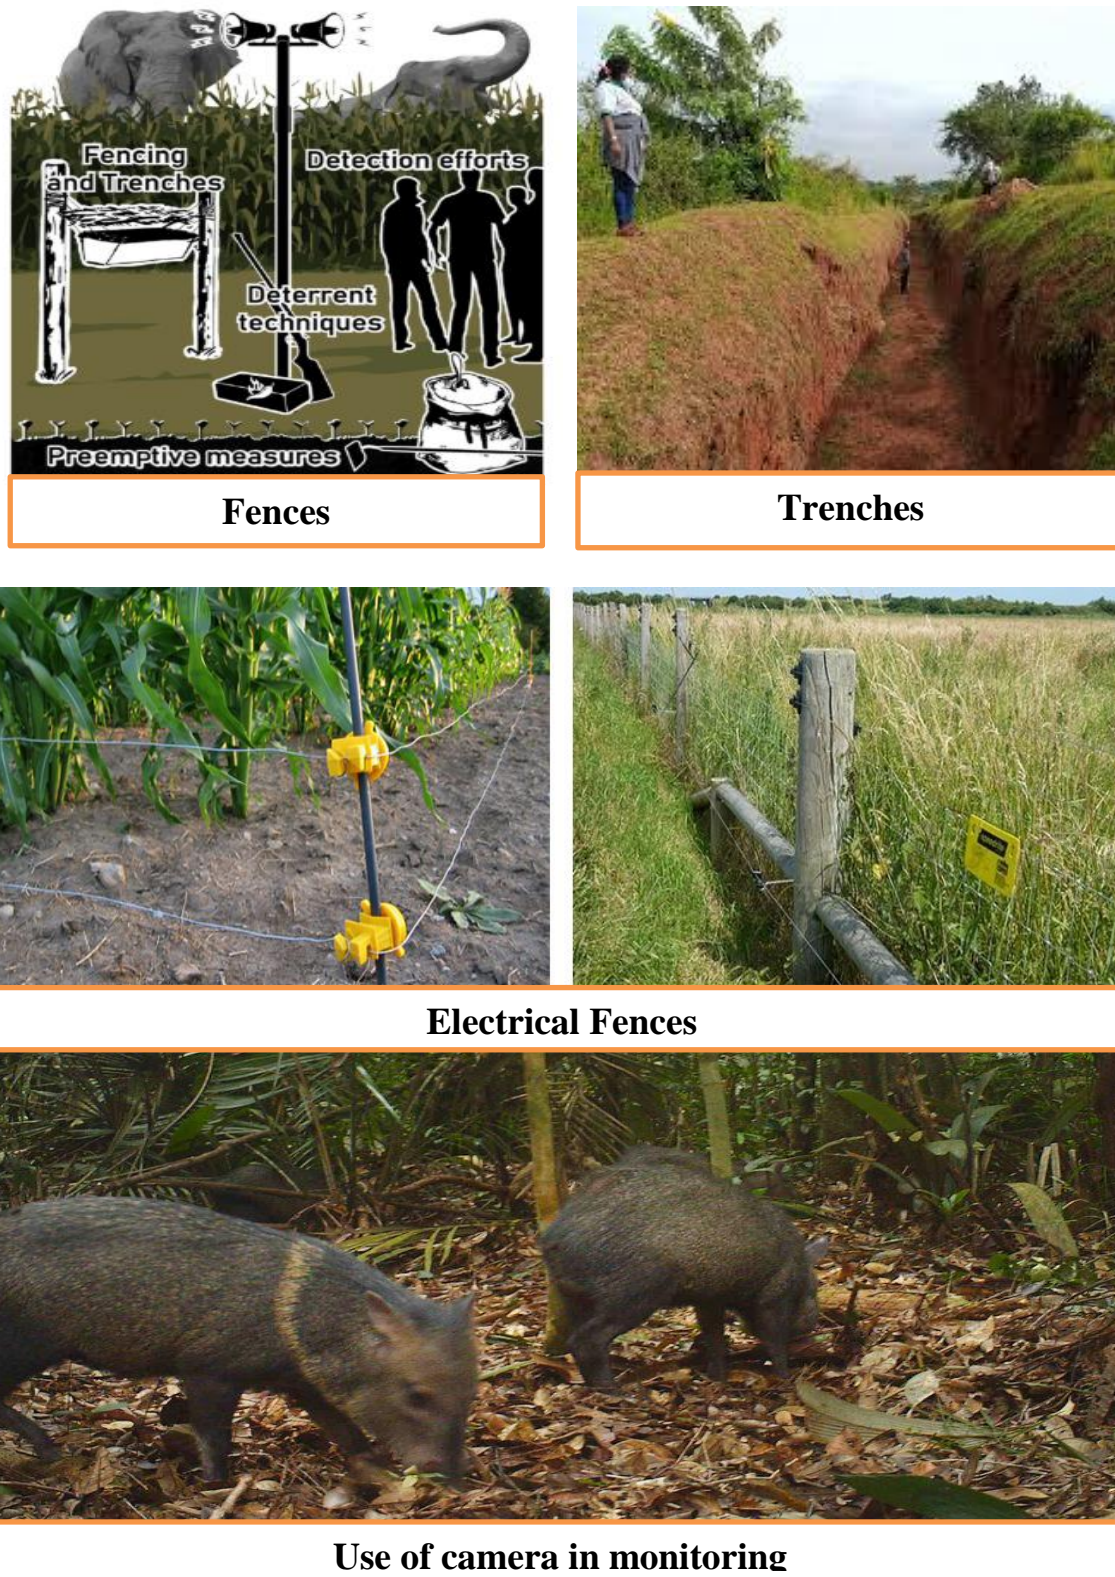 Fencing
and Trenches
Detection efforts
Deterrent
techniques
Preemptive measures
Fences
Trenches
Electrical Fences
Use of camera in monitoring